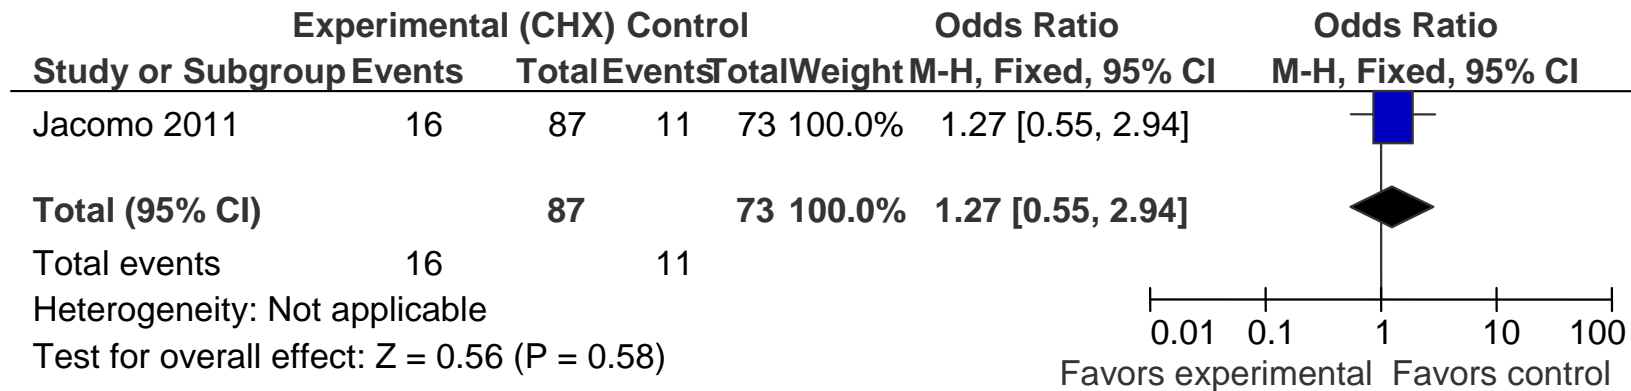 Experimental (CHX) Control Odds Ratio Odds Ratio
Study or Subgroup Events Total Events Total Weight M-H, Fixed, 95% CI M-H, Fixed, 95% CI
Jacomo 2011 16 87 11 73 100.0% 1.27 [0.55, 2.94]
Total (95% CI) 87 73 100.0% 1.27 [0.55, 2.94]
Total events 16 11
Heterogeneity: Not applicable
Test for overall effect: Z = 0.56 (P = 0.58)
0.01 0.1 1 10 100
Favors experimental Favors control